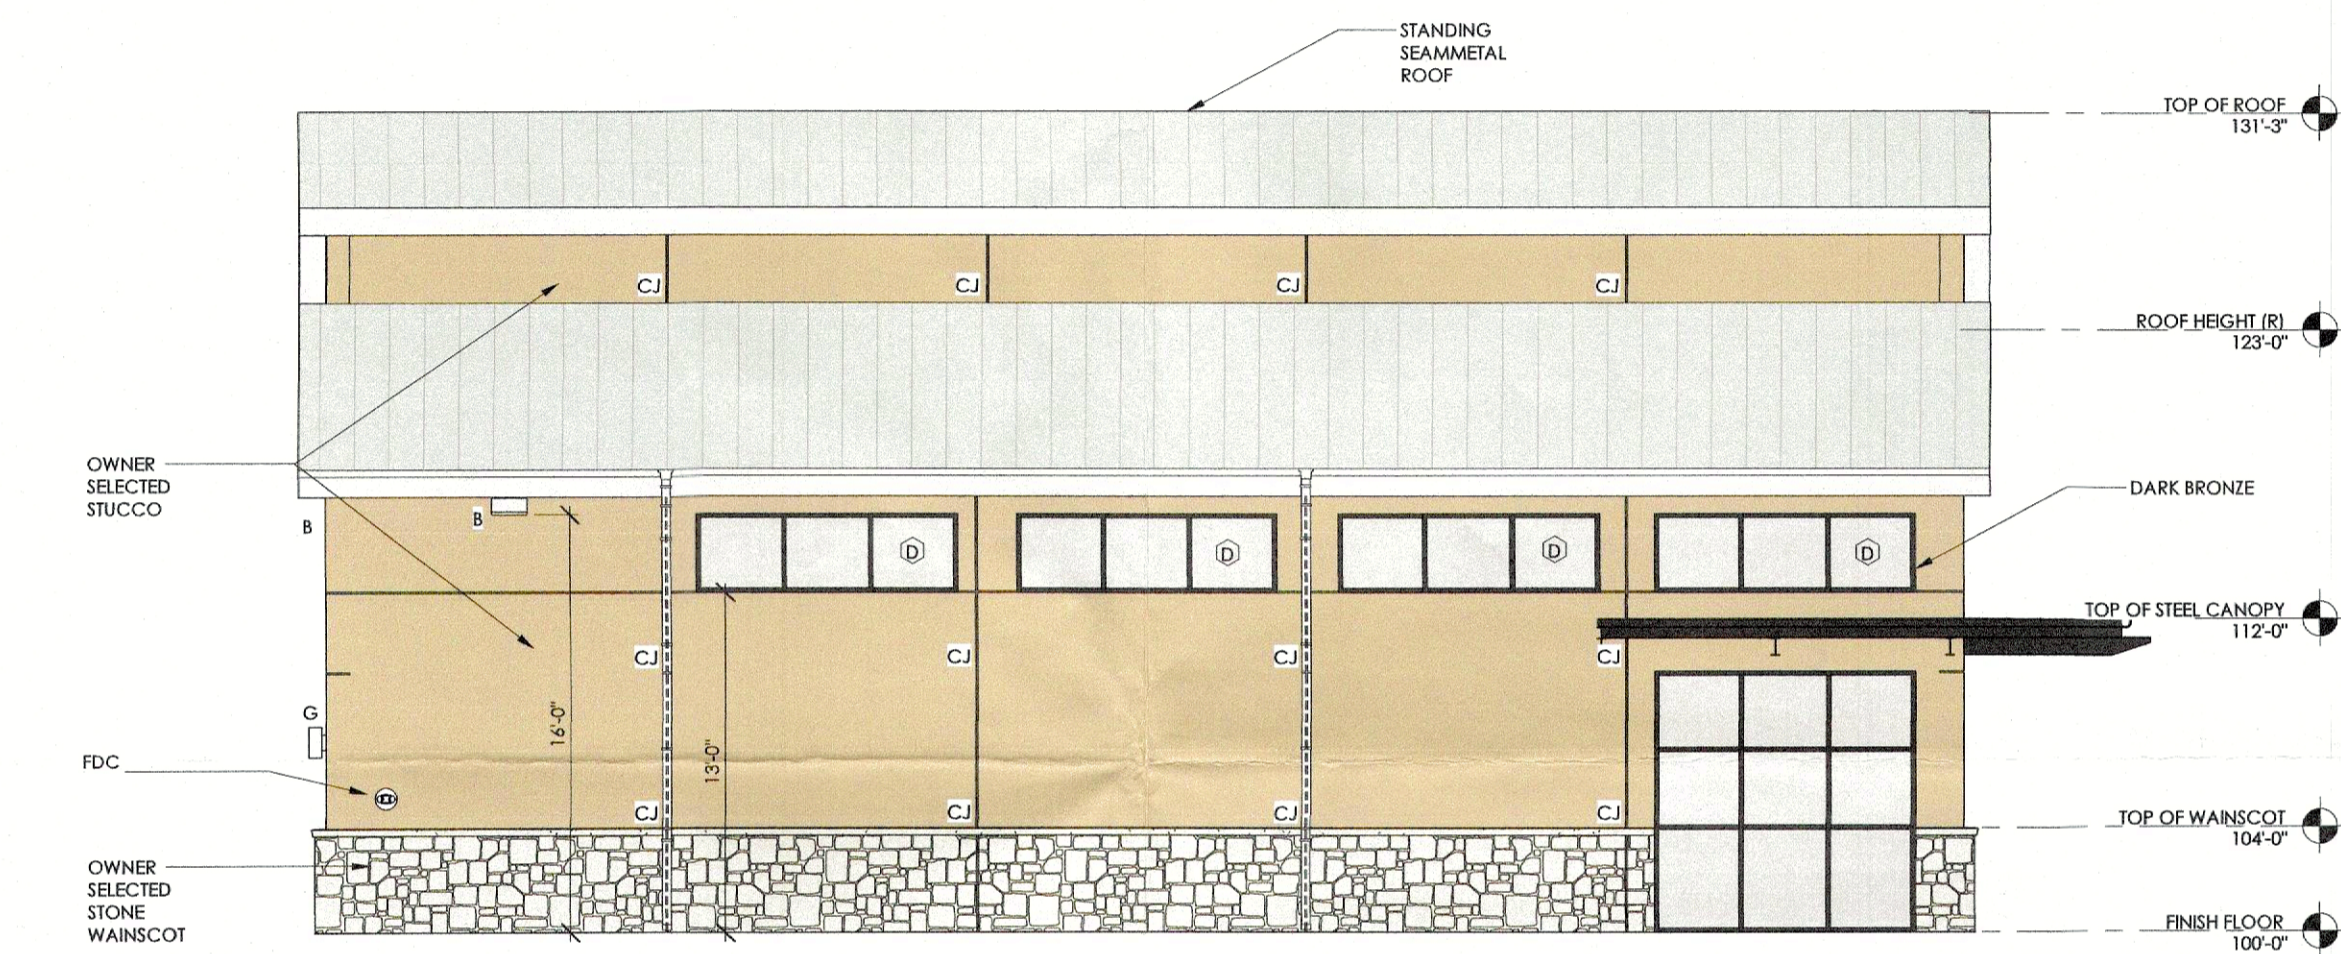 STANDING
SEAMMETAL
ROOF
TOP OF ROOF
131'-3"
CJ
CJ
CJ
CJ
ROOF HEIGHT (R)
123'-0"
OWNER
SELECTED
STUCCO
DARK BRONZE
B
B
D
D
D
D
TOP OF STEEL CANOPY
112'-0"
CJ
CJ
CJ
CJ
G
16'-0"
13'-0"
FDC
CJ
CJ
CJ
CJ
TOP OF WAINSCOT
104'-0"
OWNER
SELECTED
STONE
WAINSCOT
FINISH FLOOR
100'-0"